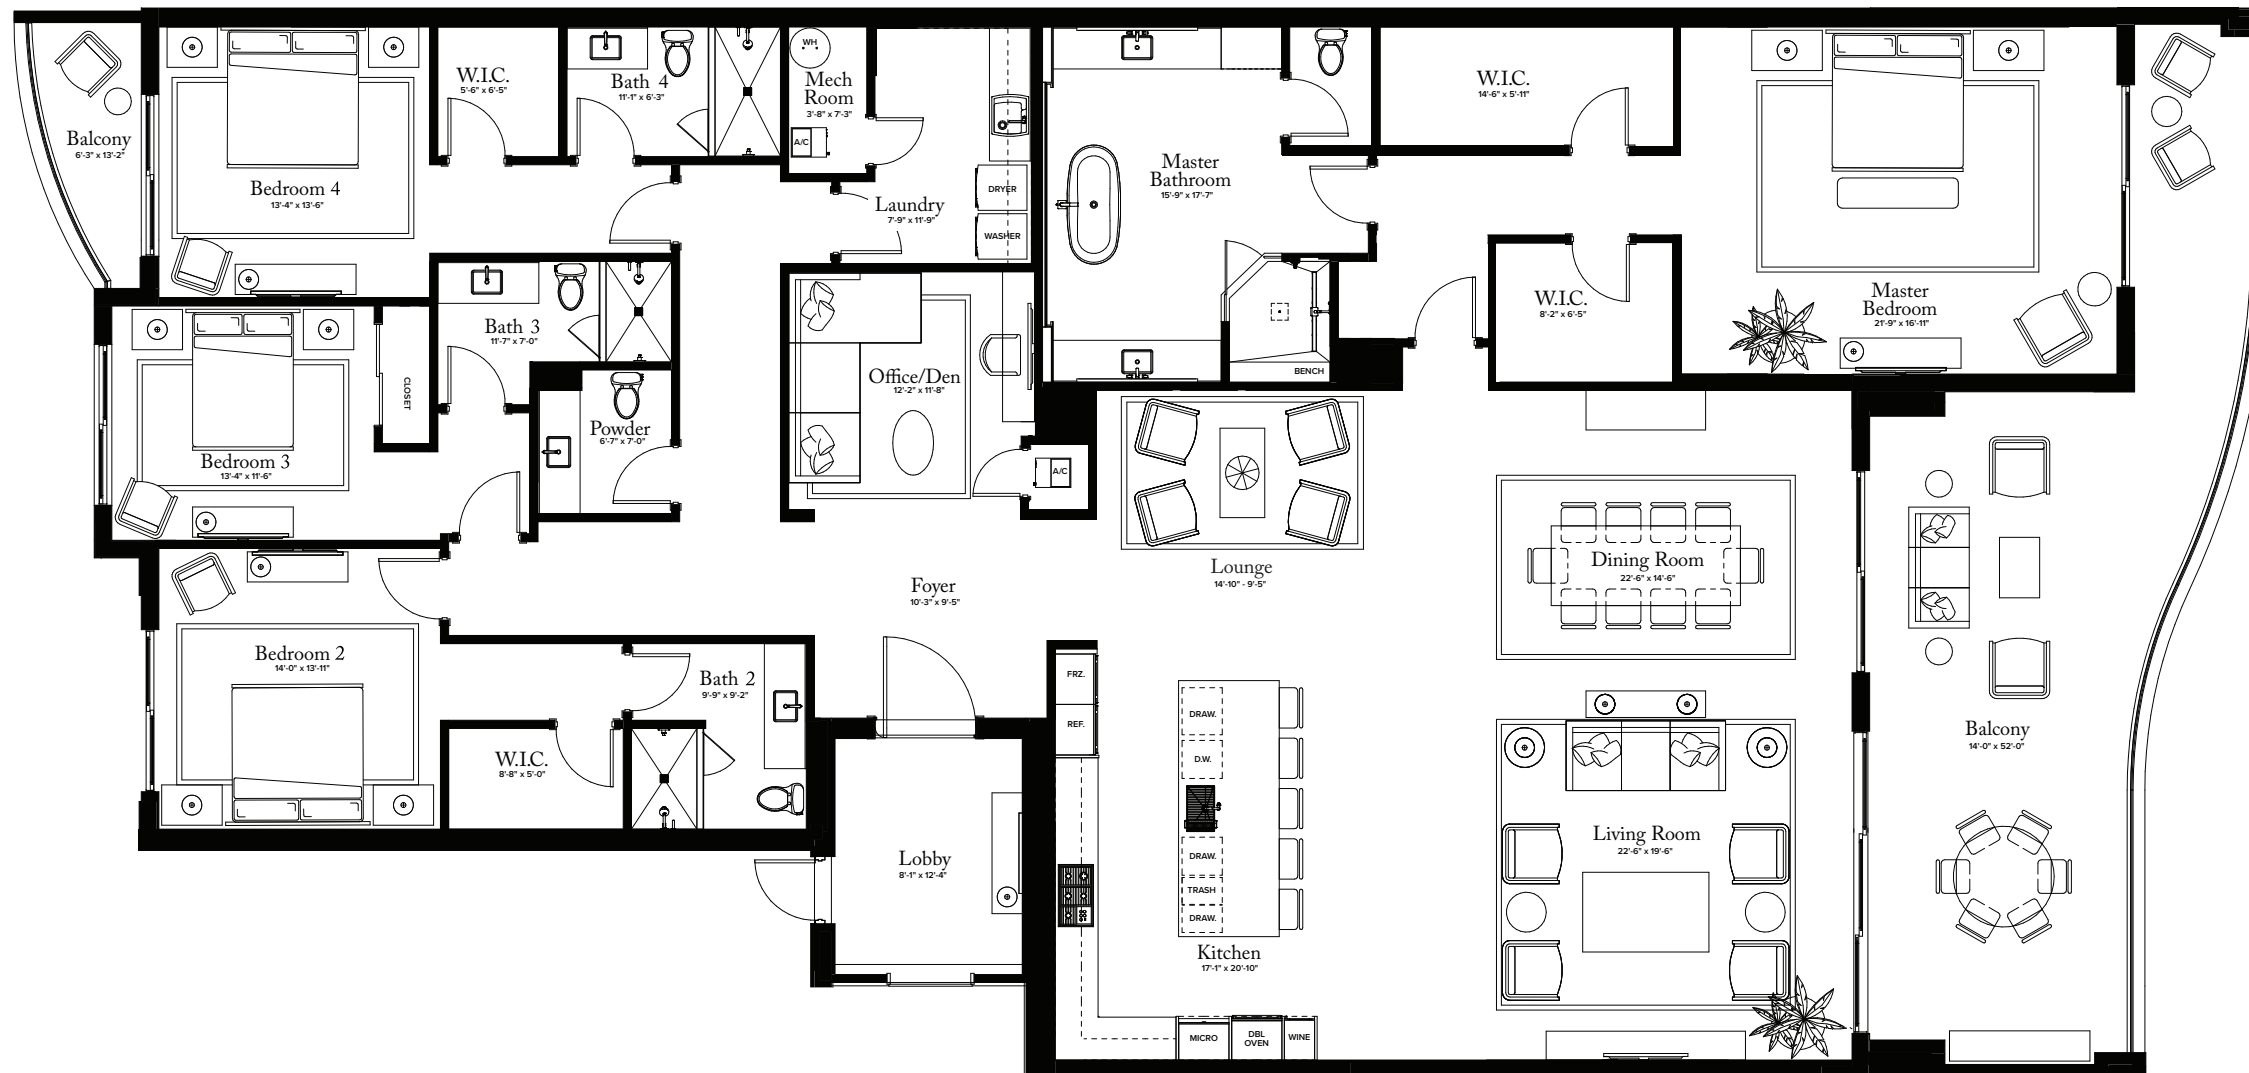 Balcony
6'-3" x 13'-2"
Bedroom 4
13'-4" x 13'-6"
W.I.C.
5'-6" x 6'-5"
Bath 4
11'-1" x 6'-3"
WH
Mech
Room
3'-8" x 7'-3"
A/C
Laundry
7'-9" x 11'-9"
DRYER
WASHER
Master
Bathroom
15'-9" x 17'-7"
BENCH
W.I.C.
14'-6" x 5'-11"
W.I.C.
8'-2" x 6'-5"
Master
Bedroom
21'-9" x 16'-11"
Bath 3
11'-7" x 7'-0"
CLOSET
Bedroom 3
13'-4" x 11'-6"
Powder
6'-7" x 7'-0"
Office/Den
12'-2" x 11'-8"
A/C
Lounge
14'-10" - 9'-5"
Dining Room
22'-6" x 14'-6"
Foyer
10'-3" x 9'-5"
Bedroom 2
14'-0" x 13'-11"
Bath 2
9'-9" x 9'-2"
W.I.C.
8'-8" x 5'-0"
Lobby
8'-1" x 12'-4"
FRZ.
REF.
DRAW.
D.W.
DRAW.
TRASH
DRAW.
Kitchen
17'-1" x 20'-10"
MICRO
DBL
OVEN
WINE
Living Room
22'-6" x 19'-6"
Balcony
14'-0" x 52'-0"